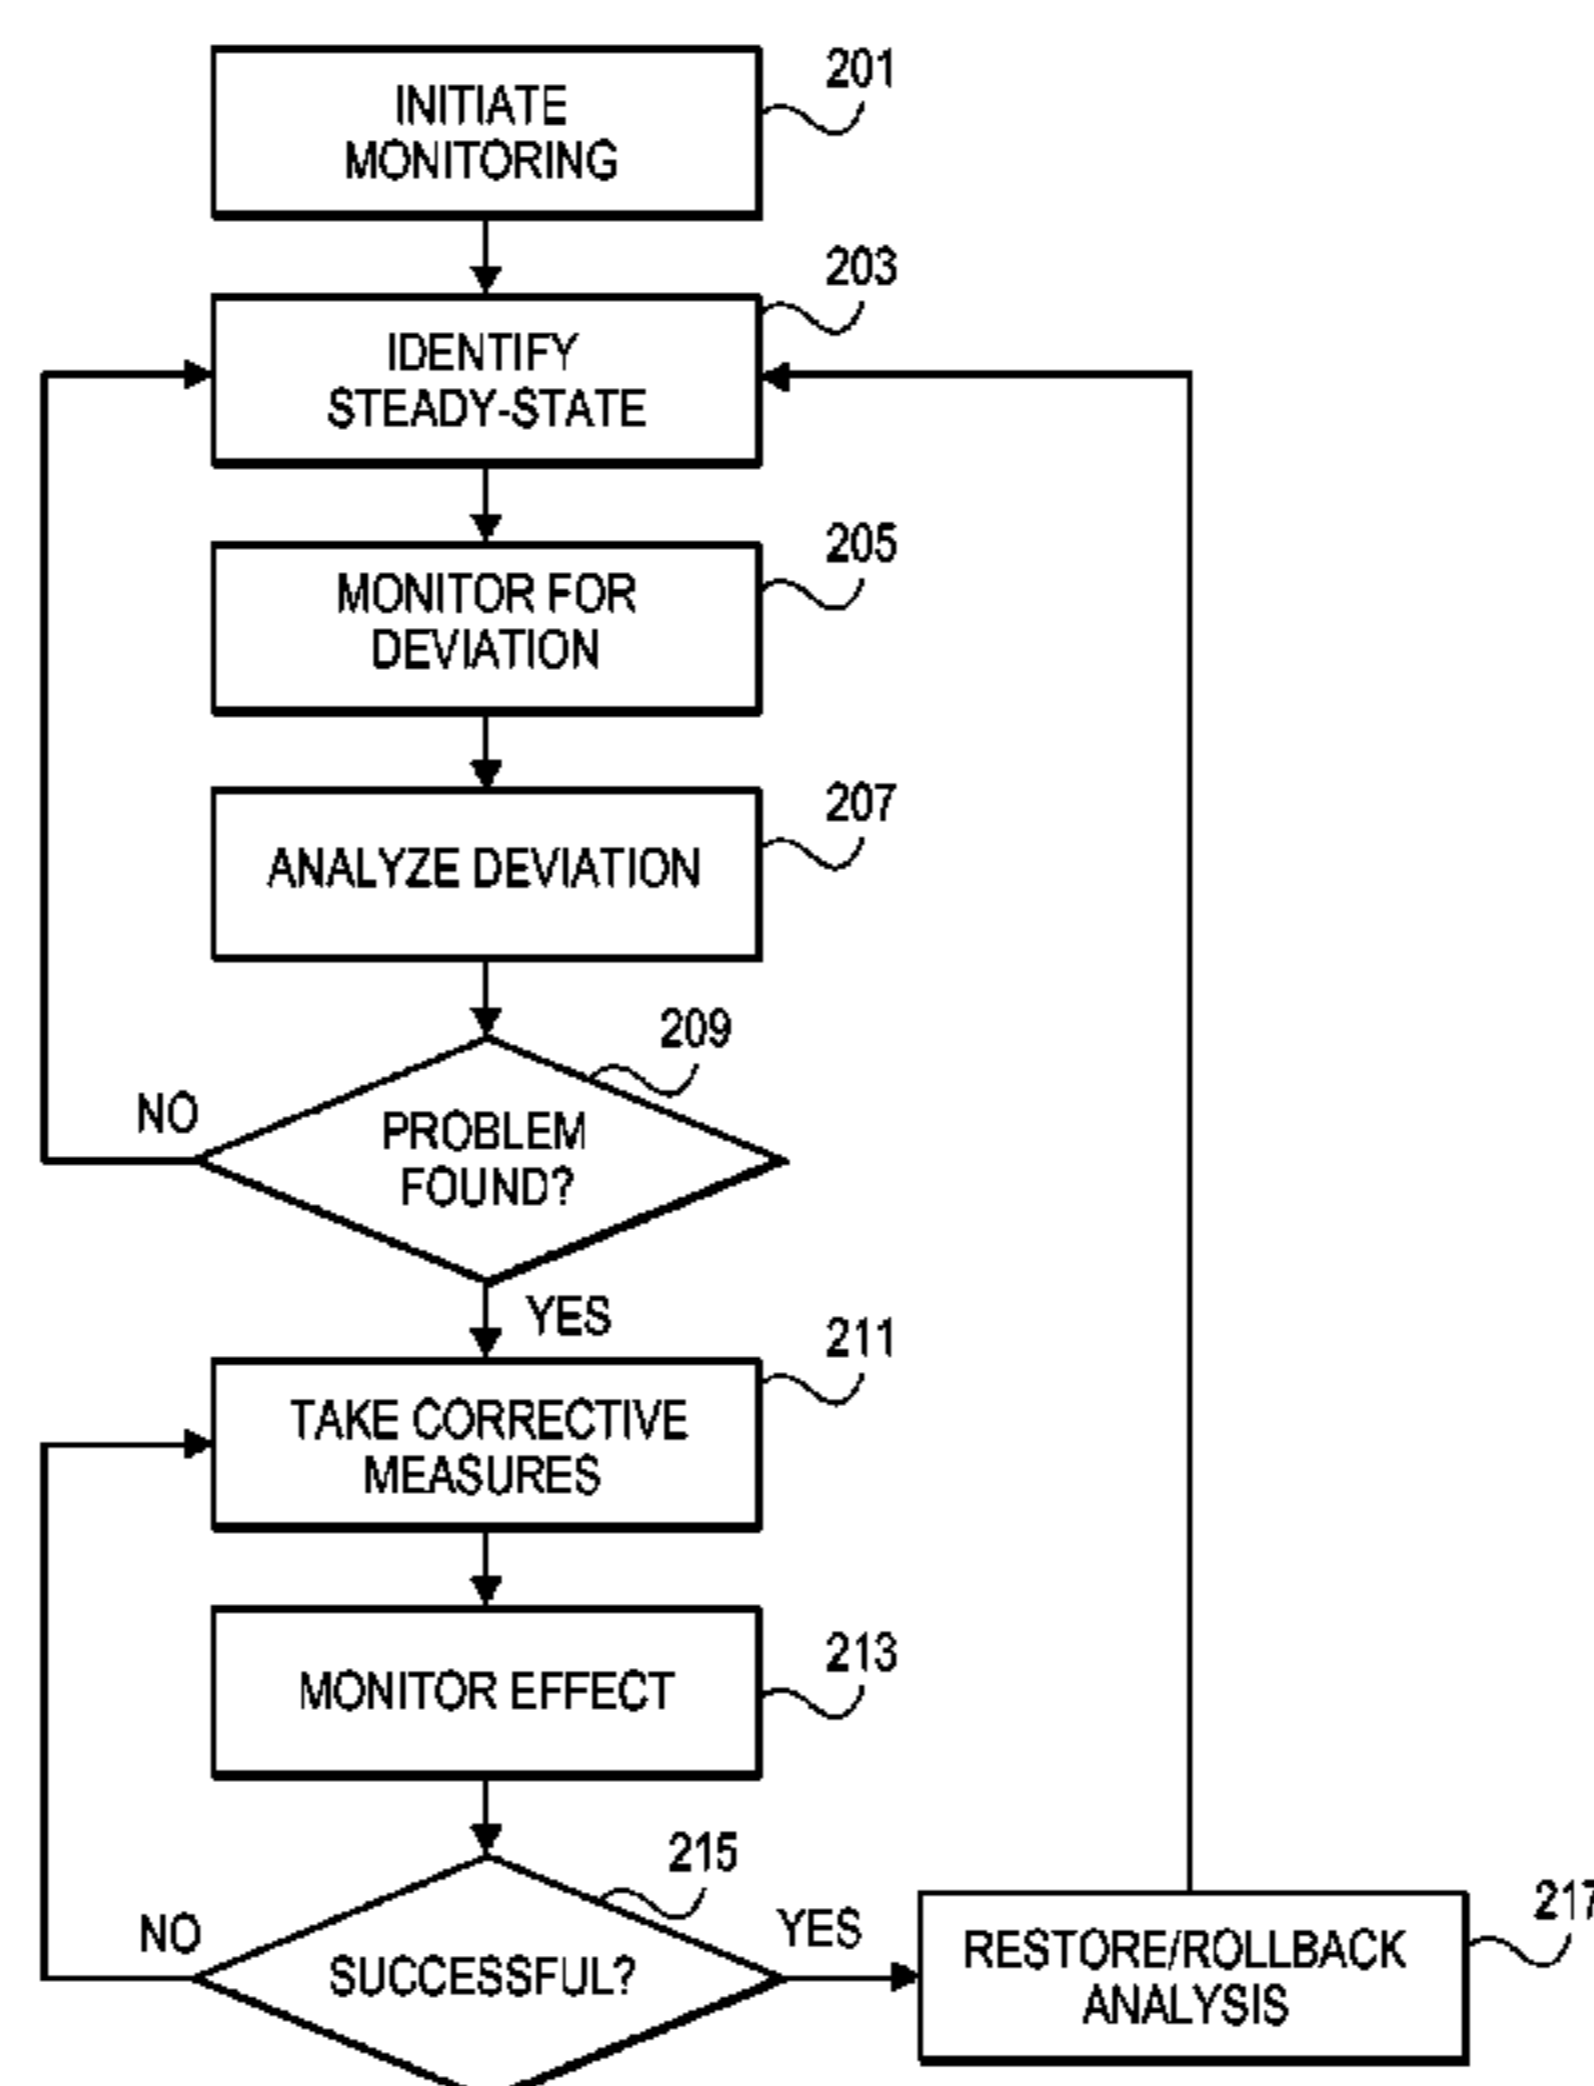 INITIATE
MONITORING
201
IDENTIFY
STEADY-STATE
203
MONITOR FOR
DEVIATION
205
ANALYZE DEVIATION
207
PROBLEM
FOUND?
209
NO
YES
TAKE CORRECTIVE
MEASURES
211
MONITOR EFFECT
213
SUCCESSFUL?
215
NO
YES
RESTORE/ROLLBACK
ANALYSIS
217